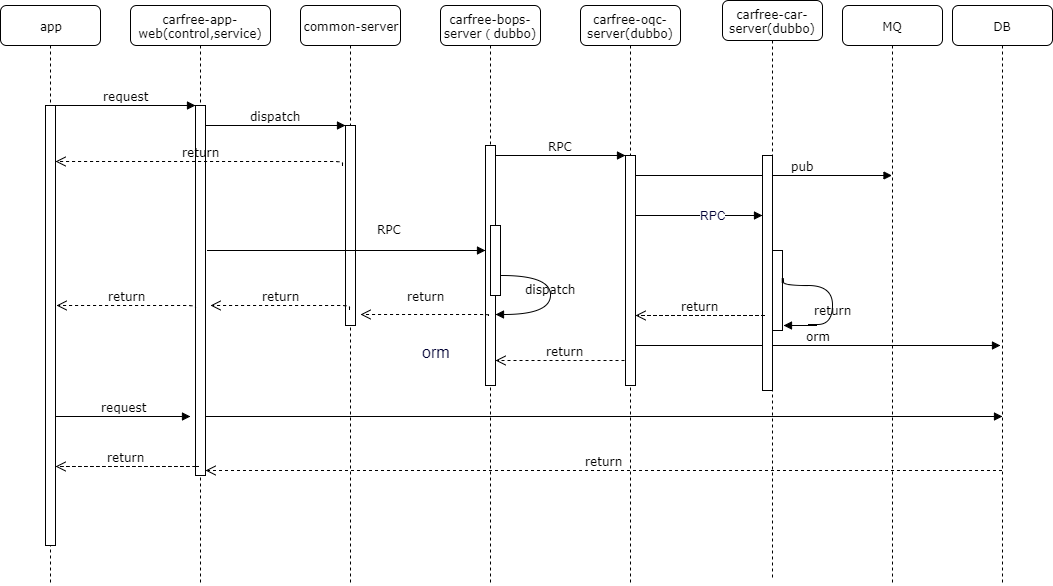 app
carfree-app-
web(control,service)
common-server
carfree-bops-
server ( dubbo)
carfree-oqc-
server(dubbo)
carfree-car-
server(dubbo)
MQ
DB
request
dispatch
return
RPC
pub
RPC
RPC
dispatch
return
return
return
return
return
orm
orm
return
request
return
return